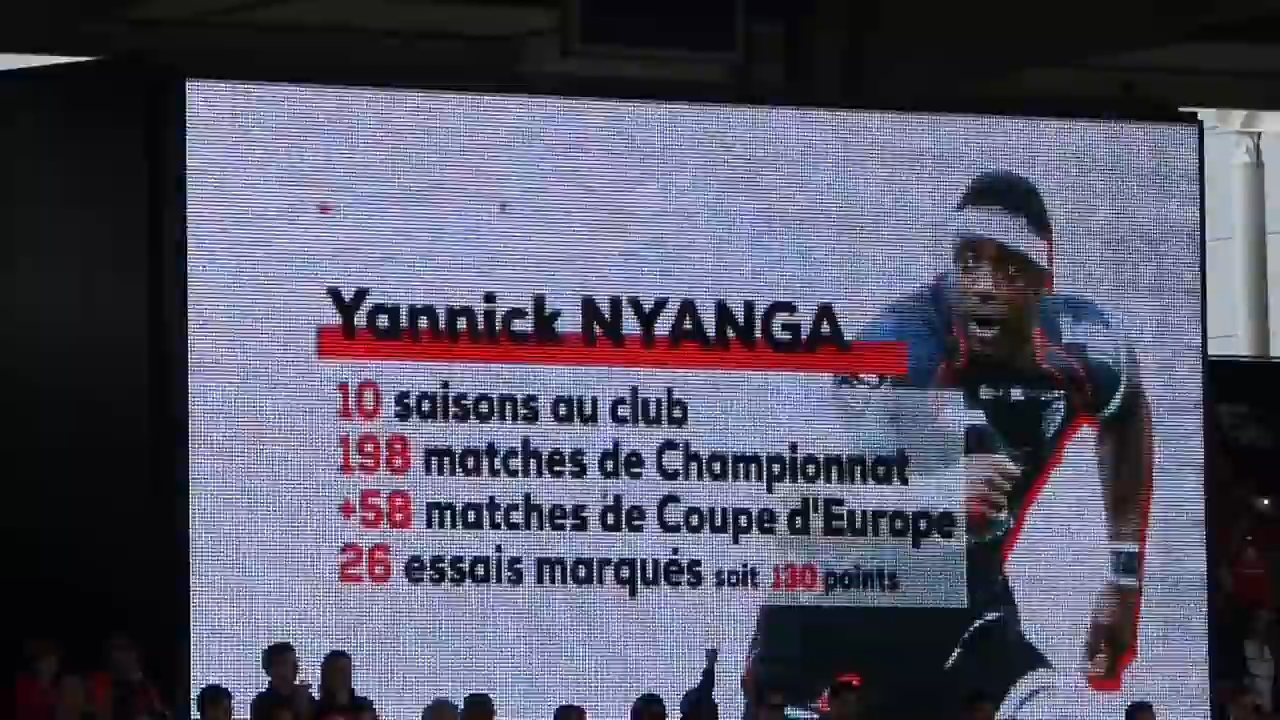 Yannick NYANGA
10 saisons au club
198 matches de Championnat
+58 matches de Coupe d'Europe
26 essais marqués soit 130 points